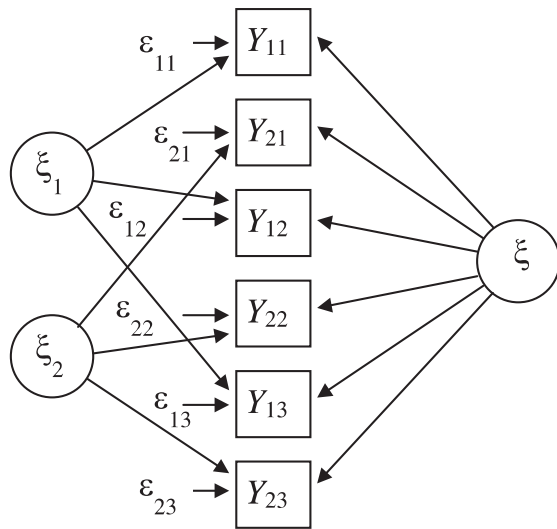 ε₁₁ Y₁₁
ε₂₁ Y₂₁
ξ₁
ε₁₂ Y₁₂
ξ
ε₂₂ Y₂₂
ξ₂
ε₁₃ Y₁₃
ε₂₃ Y₂₃